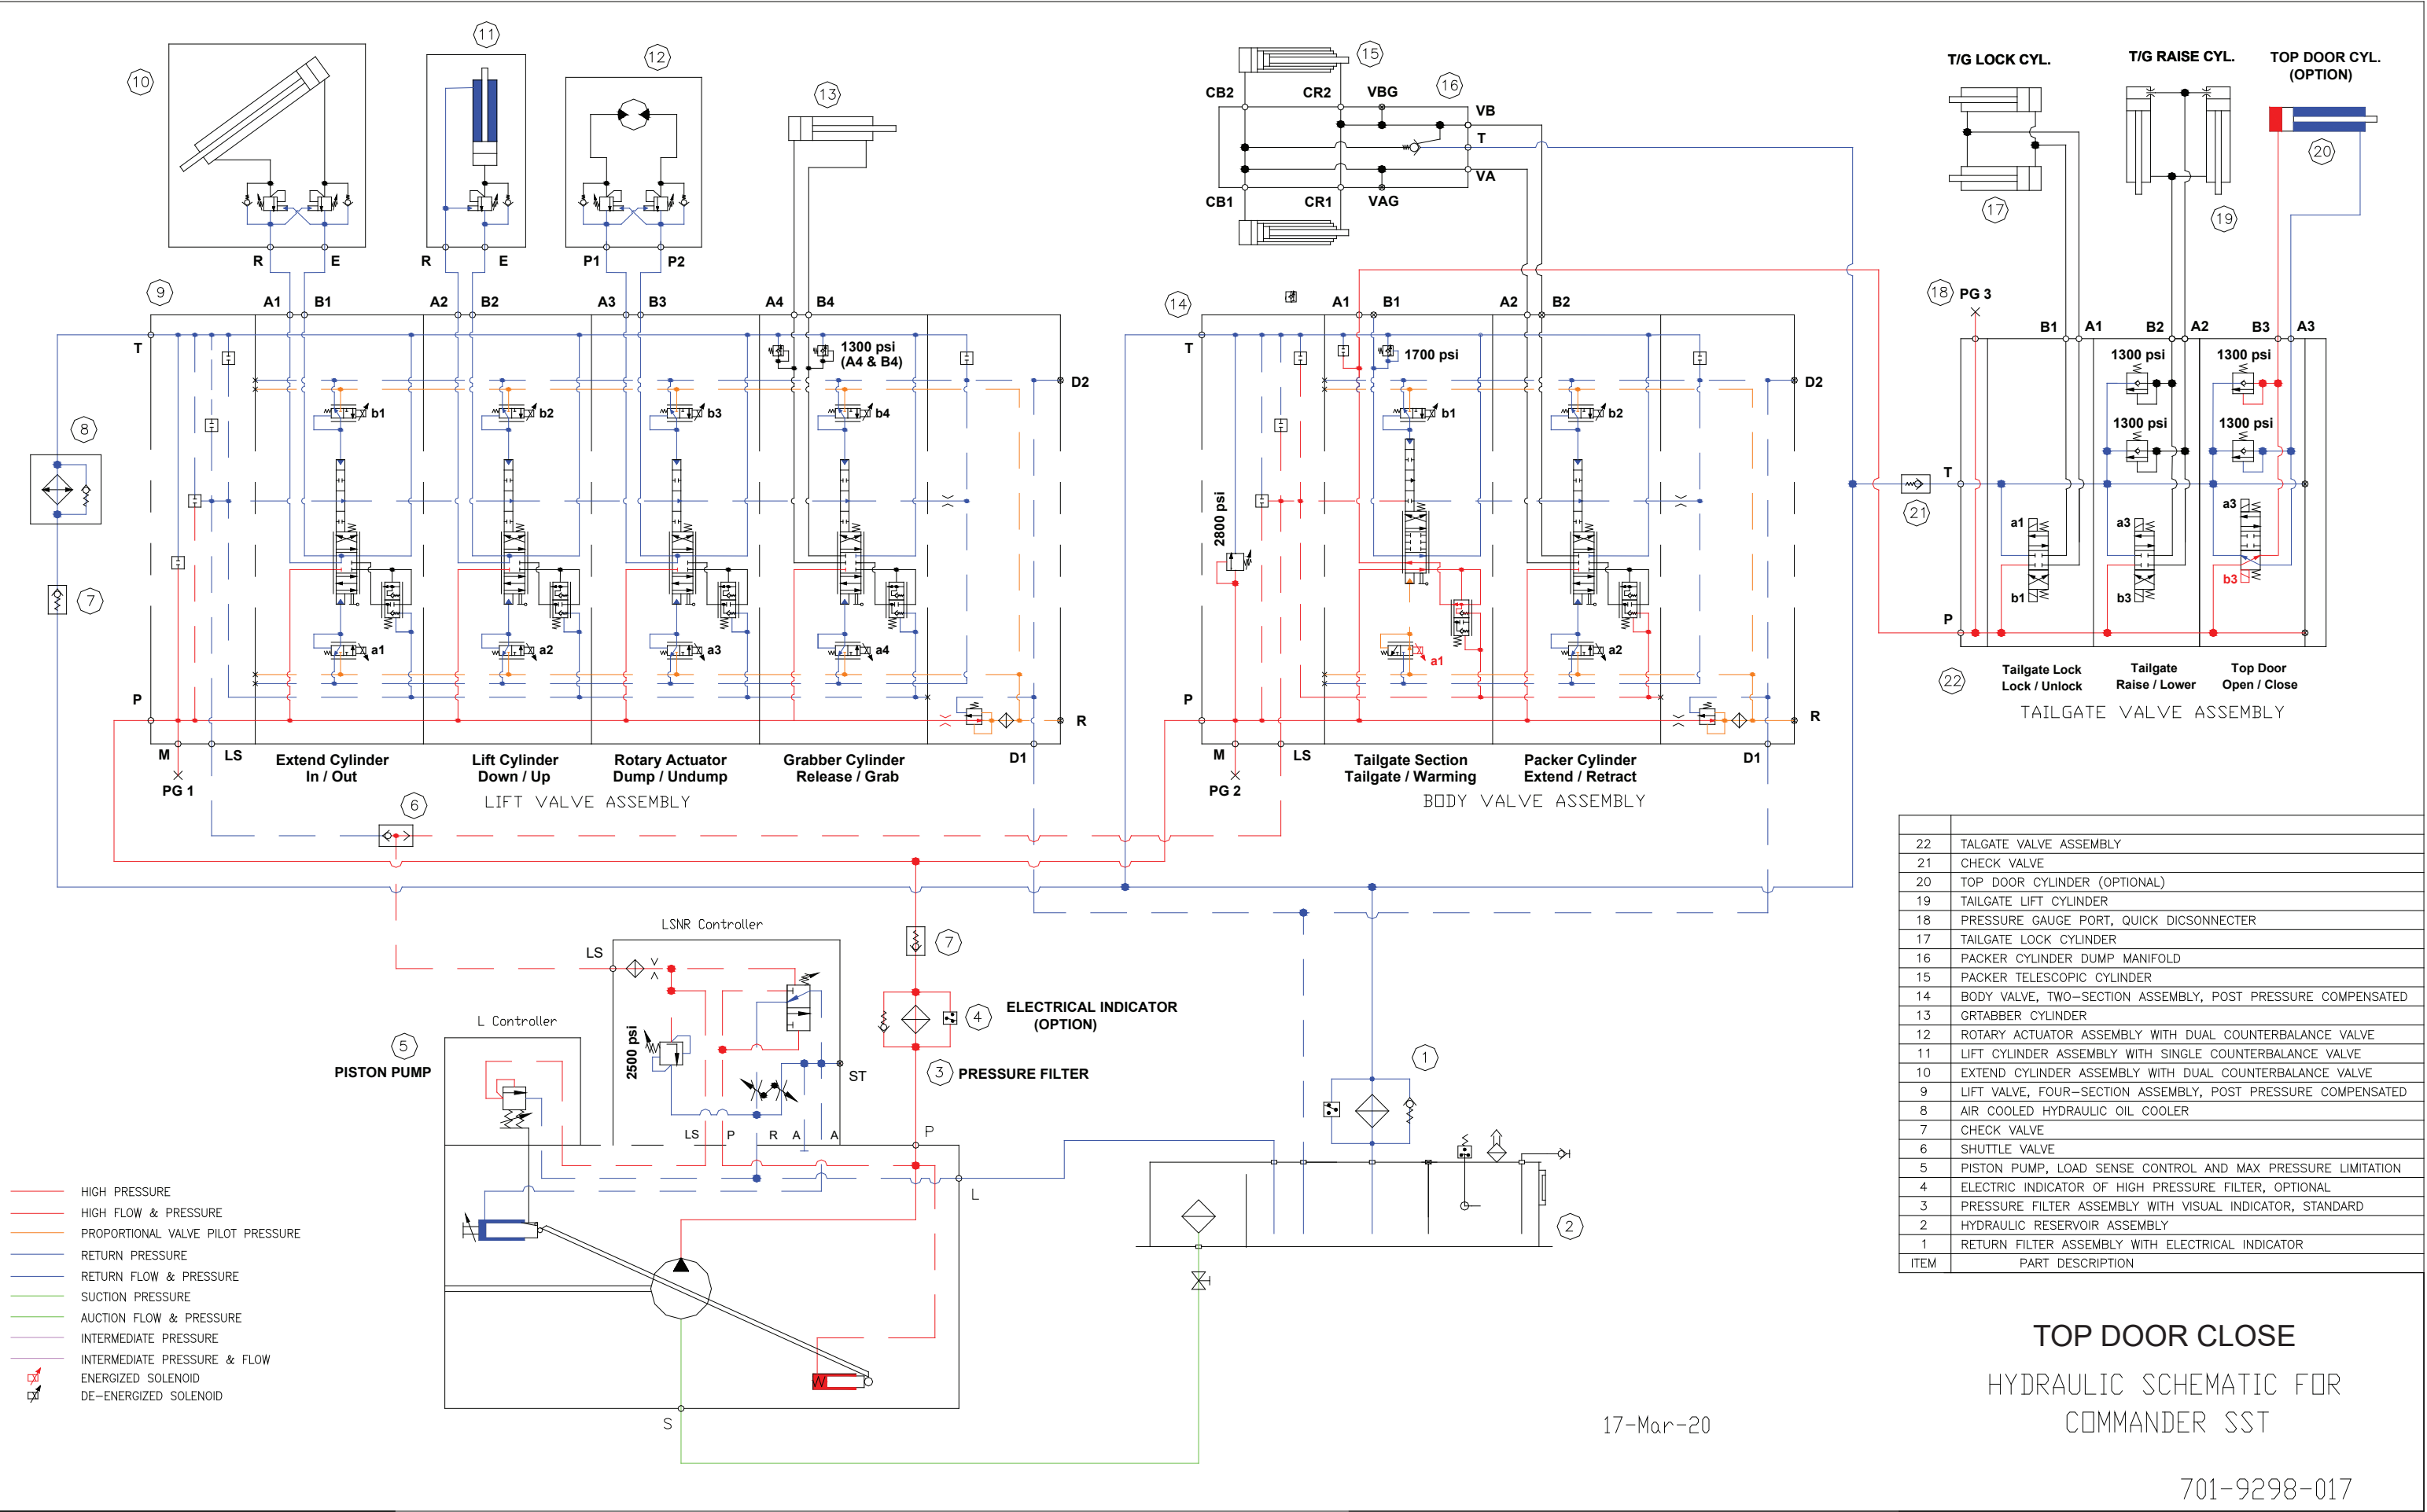 11
10
12
13
15
16
CB2
CR2
VBG
VB
T
VA
CB1
CR1
VAG
T/G LOCK CYL.
T/G RAISE CYL.
TOP DOOR CYL.
(OPTION)
17
19
20
R
E
R
E
P1
P2
9
A1
B1
A2
B2
A3
B3
A4
B4
T
1300 psi
(A4 & B4)
D2
b1
b2
b3
b4
8
7
a1
a2
a3
a4
P
R
M
LS
D1
PG 1
Extend Cylinder
In / Out
Lift Cylinder
Down / Up
Rotary Actuator
Dump / Undump
Grabber Cylinder
Release / Grab
LIFT VALVE ASSEMBLY
14
A1
B1
A2
B2
T
1700 psi
D2
b1
b2
2800 psi
a1
a2
P
R
M
LS
D1
PG 2
Tailgate Section
Tailgate / Warming
Packer Cylinder
Extend / Retract
BODY VALVE ASSEMBLY
18
PG 3
B1
A1
B2
A2
B3
A3
1300 psi
1300 psi
1300 psi
1300 psi
T
21
a1
a3
a3
b1
b3
b3
P
22
Tailgate Lock
Lock / Unlock
Tailgate
Raise / Lower
Top Door
Open / Close
TAILGATE VALVE ASSEMBLY
6
LSNR Controller
LS
7
L Controller
2500 psi
4
ELECTRICAL INDICATOR
(OPTION)
5
PISTON PUMP
ST
3
PRESSURE FILTER
1
LS
P
R
A
A
P
L
2
S
HIGH PRESSURE
HIGH FLOW & PRESSURE
PROPORTIONAL VALVE PILOT PRESSURE
RETURN PRESSURE
RETURN FLOW & PRESSURE
SUCTION PRESSURE
AUCTION FLOW & PRESSURE
INTERMEDIATE PRESSURE
INTERMEDIATE PRESSURE & FLOW
ENERGIZED SOLENOID
DE-ENERGIZED SOLENOID
22 TALGATE VALVE ASSEMBLY
21 CHECK VALVE
20 TOP DOOR CYLINDER (OPTIONAL)
19 TAILGATE LIFT CYLINDER
18 PRESSURE GAUGE PORT, QUICK DICSONNECTER
17 TAILGATE LOCK CYLINDER
16 PACKER CYLINDER DUMP MANIFOLD
15 PACKER TELESCOPIC CYLINDER
14 BODY VALVE, TWO-SECTION ASSEMBLY, POST PRESSURE COMPENSATED
13 GRTABBER CYLINDER
12 ROTARY ACTUATOR ASSEMBLY WITH DUAL COUNTERBALANCE VALVE
11 LIFT CYLINDER ASSEMBLY WITH SINGLE COUNTERBALANCE VALVE
10 EXTEND CYLINDER ASSEMBLY WITH DUAL COUNTERBALANCE VALVE
9 LIFT VALVE, FOUR-SECTION ASSEMBLY, POST PRESSURE COMPENSATED
8 AIR COOLED HYDRAULIC OIL COOLER
7 CHECK VALVE
6 SHUTTLE VALVE
5 PISTON PUMP, LOAD SENSE CONTROL AND MAX PRESSURE LIMITATION
4 ELECTRIC INDICATOR OF HIGH PRESSURE FILTER, OPTIONAL
3 PRESSURE FILTER ASSEMBLY WITH VISUAL INDICATOR, STANDARD
2 HYDRAULIC RESERVOIR ASSEMBLY
1 RETURN FILTER ASSEMBLY WITH ELECTRICAL INDICATOR
ITEM PART DESCRIPTION
TOP DOOR CLOSE
HYDRAULIC SCHEMATIC FOR
COMMANDER SST
17-Mar-20
701-9298-017